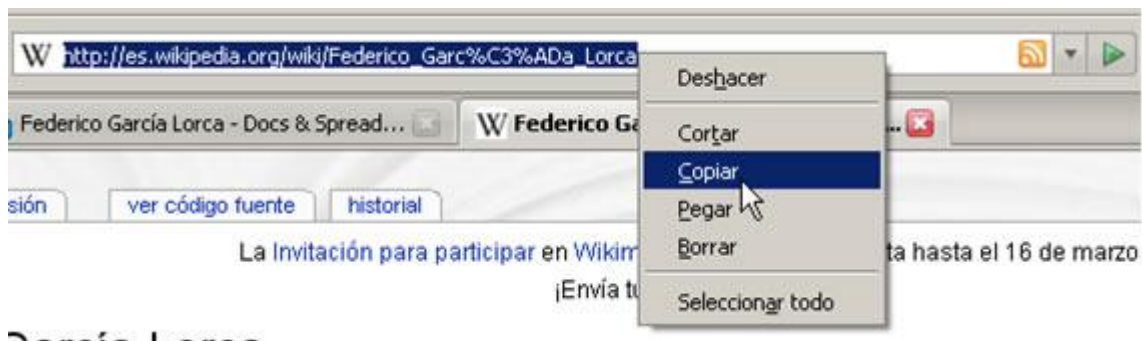 http://es.wikipedia.org/wiki/Federico_Garc%C3%ADa_Lorca
Deshacer
Federico García Lorca - Docs & Spread...
W Federico Ga
...
Cortar
Copiar
Pegar
Borrar
Seleccionar todo
sión ver código fuente historial
La Invitación para participar en Wikim
ta hasta el 16 de marzo
¡Envía tu